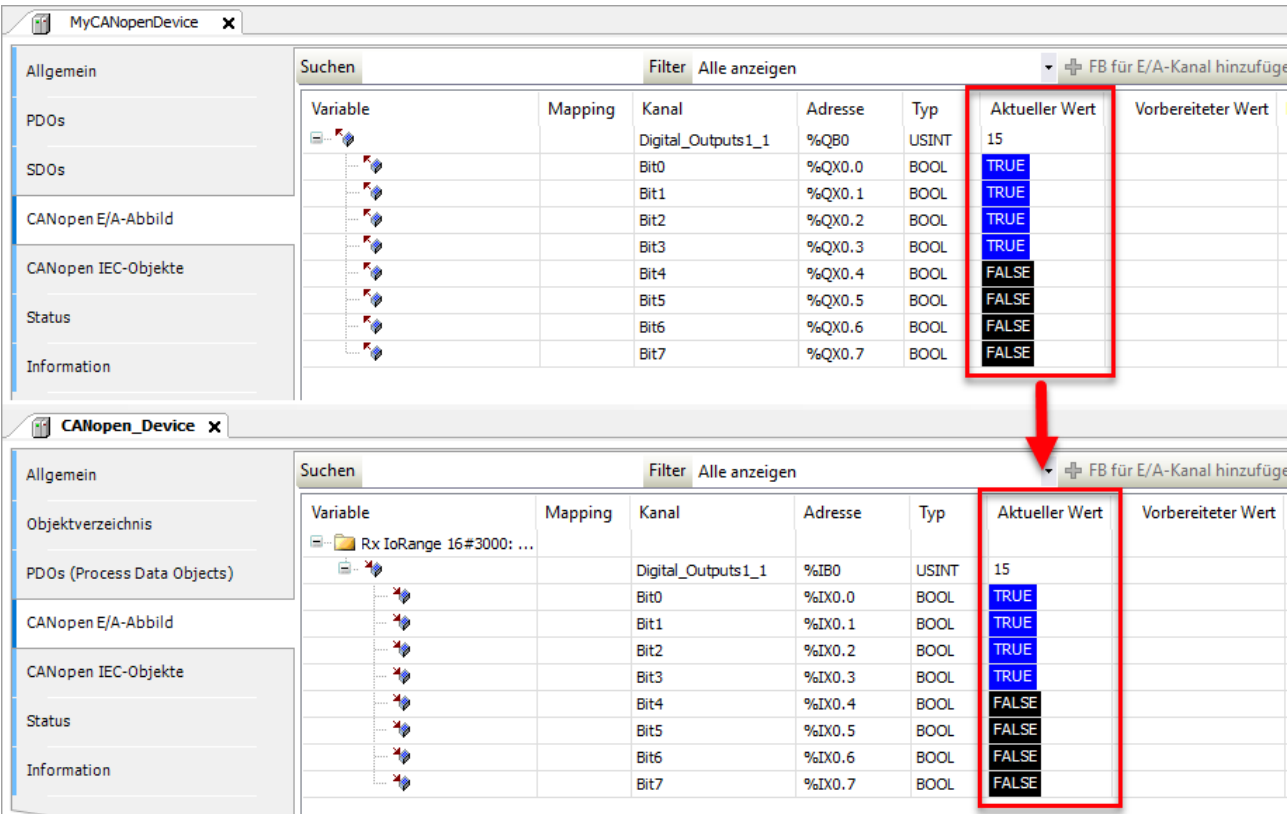 MyCANopenDevice x
Allgemein
PDOs
SDOs
CANopen E/A-Abbild
CANopen IEC-Objekte
Status
Information
Suchen Filter Alle anzeigen FB für E/A-Kanal hinzufüge
Variable Mapping Kanal Adresse Typ Aktueller Wert Vorbereiteter Wert
Digital_Outputs1_1 %QB0 USINT 15
Bit0 %QX0.0 BOOL TRUE
Bit1 %QX0.1 BOOL TRUE
Bit2 %QX0.2 BOOL TRUE
Bit3 %QX0.3 BOOL TRUE
Bit4 %QX0.4 BOOL FALSE
Bit5 %QX0.5 BOOL FALSE
Bit6 %QX0.6 BOOL FALSE
Bit7 %QX0.7 BOOL FALSE
CANopen_Device x
Allgemein
Objektverzeichnis
PDOs (Process Data Objects)
CANopen E/A-Abbild
CANopen IEC-Objekte
Status
Information
Suchen Filter Alle anzeigen FB für E/A-Kanal hinzufüge
Variable Mapping Kanal Adresse Typ Aktueller Wert Vorbereiteter Wert
Rx IoRange 16#3000: ...
Digital_Outputs1_1 %IB0 USINT 15
Bit0 %IX0.0 BOOL TRUE
Bit1 %IX0.1 BOOL TRUE
Bit2 %IX0.2 BOOL TRUE
Bit3 %IX0.3 BOOL TRUE
Bit4 %IX0.4 BOOL FALSE
Bit5 %IX0.5 BOOL FALSE
Bit6 %IX0.6 BOOL FALSE
Bit7 %IX0.7 BOOL FALSE